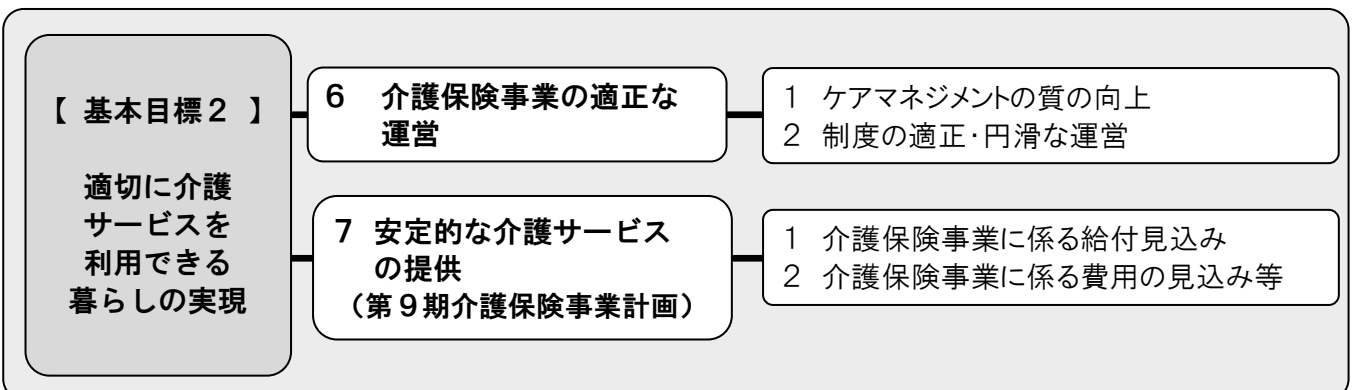 【 基本目標２ 】
適切に介護
サービスを
利用できる
暮らしの実現
６ 介護保険事業の適正な
運営
１ ケアマネジメントの質の向上
２ 制度の適正・円滑な運営
７ 安定的な介護サービス
の提供
（第９期介護保険事業計画）
１ 介護保険事業に係る給付見込み
２ 介護保険事業に係る費用の見込み等